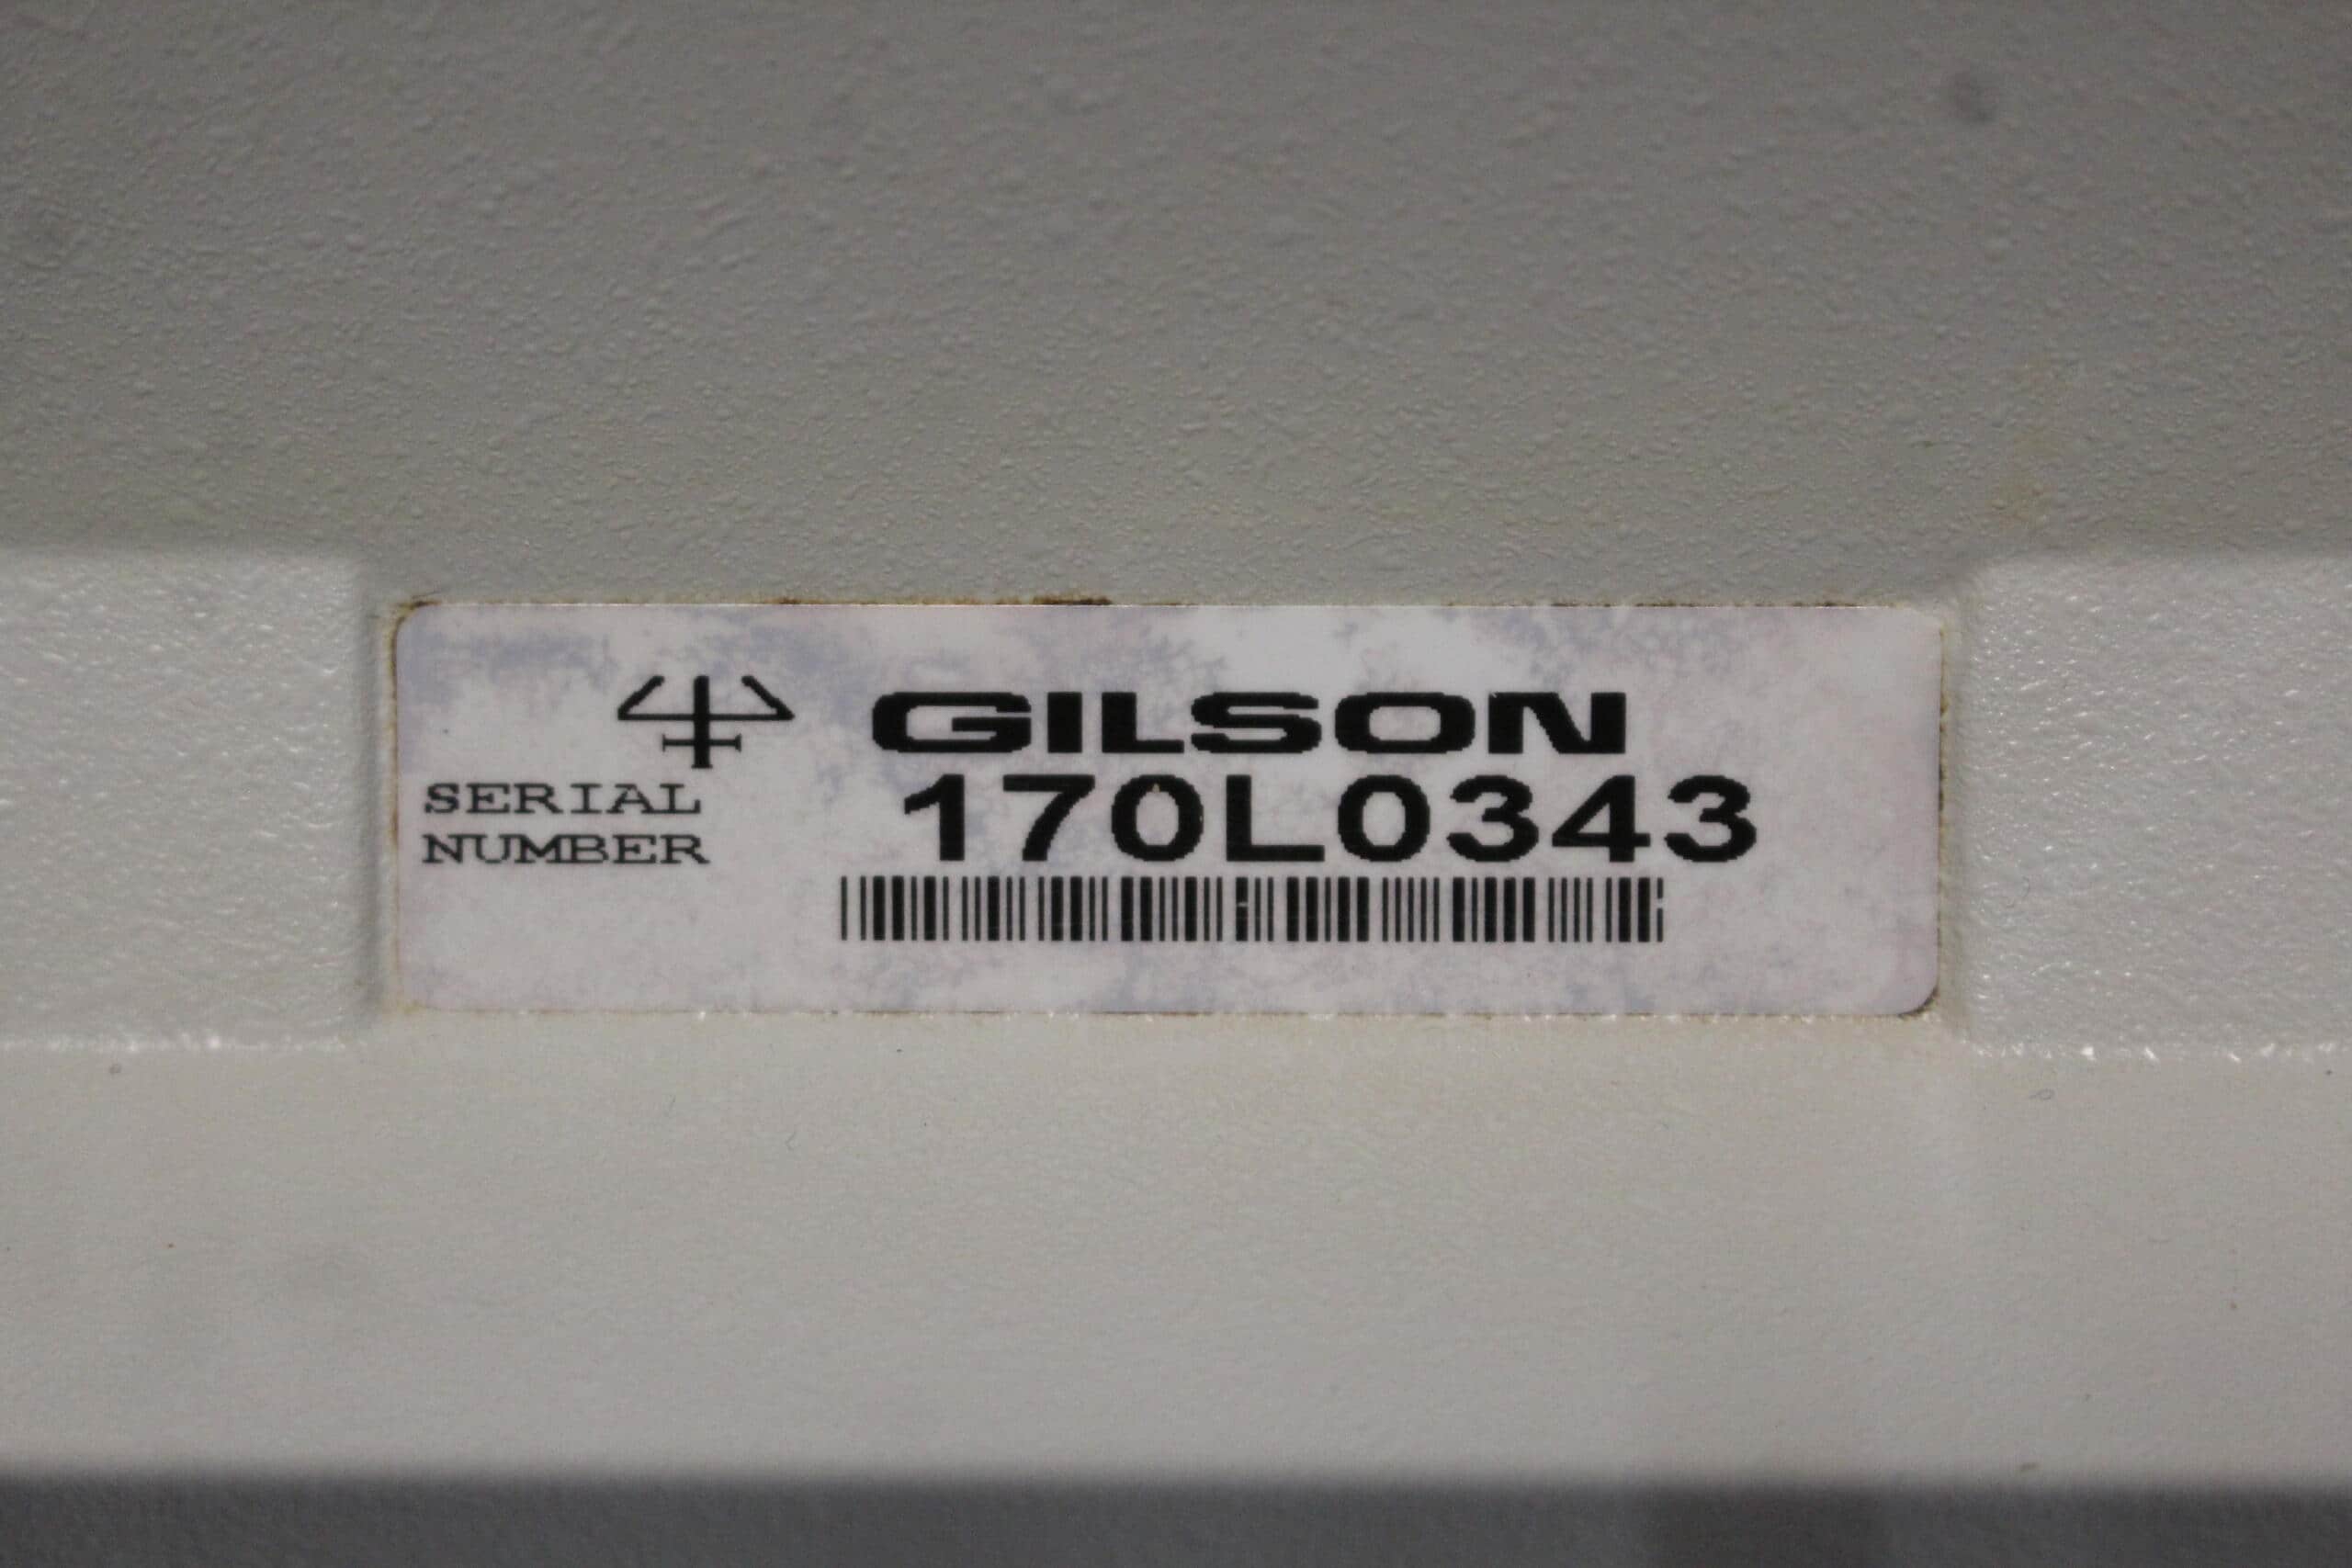 GILSON
SERIAL
NUMBER
170L0343